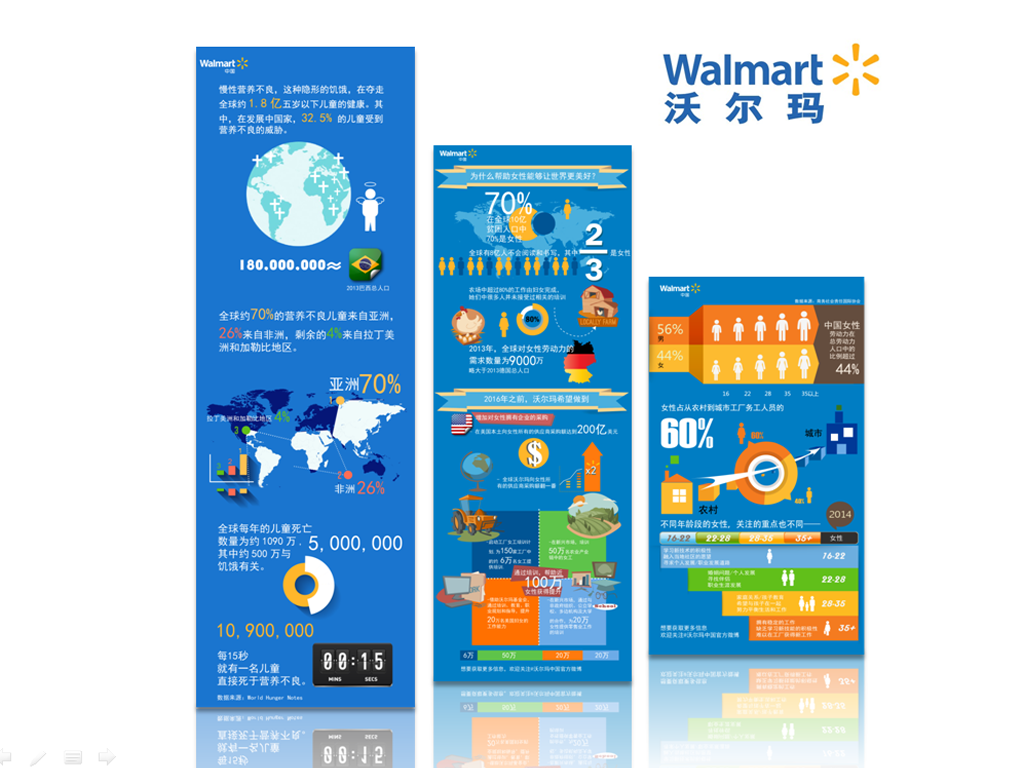 Walmart
沃尔玛
Walmart
中国
慢性营养不良，这种隐形的饥饿，在夺走
全球约1.8 亿五岁以下儿童的健康。其
中，在发展中国家，32.5% 的儿童受到
营养不良的威胁。
180.000.000≈
2013巴西总人口
全球约70%的营养不良儿童来自亚洲，
26%来自非洲，剩余的4%来自拉丁美
洲和加勒比地区。
亚洲70%
1
拉丁美洲和加勒比地区 4%
3
2
非洲 26%
3 2 1
全球每年的儿童死亡
数量为约 1090 万，
其中约 500 万与
饥饿有关。
5,000,000
10,900,000
每15秒
就有一名儿童
直接死于营养不良。
00:15
MINS SECS
数据来源：World Hunger Notes
Walmart
中国
为什么帮助女性能够让世界更美好？
70%
在全球10亿
贫困人口中
70%是女性
全球有8亿人不会阅读和书写，其中
2
3
是女性
农场中超过80%的工作由妇女完成，
她们中很多人并未接受过相关的培训
80%
LOCALLY FARM
2013年，全球对女性劳动力的
需求数量为9000万
略大于2013德国总人口
2016年之前，沃尔玛希望做到
增加对女性拥有企业的采购
- 在美国本土向女性所有的供应商采购额达到200亿美元
$
x2
- 全球沃尔玛向女性所
有的供应商采购额翻一番
通过培训，帮助近
100万
女性获得提升
School
6万 50万 20万 20万
想要获取更多信息，欢迎关注@沃尔玛中国官方微博
Walmart
中国
56%
男
44%
女
中国女性
劳动力在
总劳动力
人口中的
比例超过
44%
16 22 28 35 35以上
女性占从农村到城市工厂务工人员的
60%
60%
城市
40%
农村
2014
不同年龄段的女性，关注的重点也不同——
16-22 22-28 28-35 35+ 女性
16-22
22-28
28-35
35+
想要获取更多信息
欢迎关注@沃尔玛中国官方微博